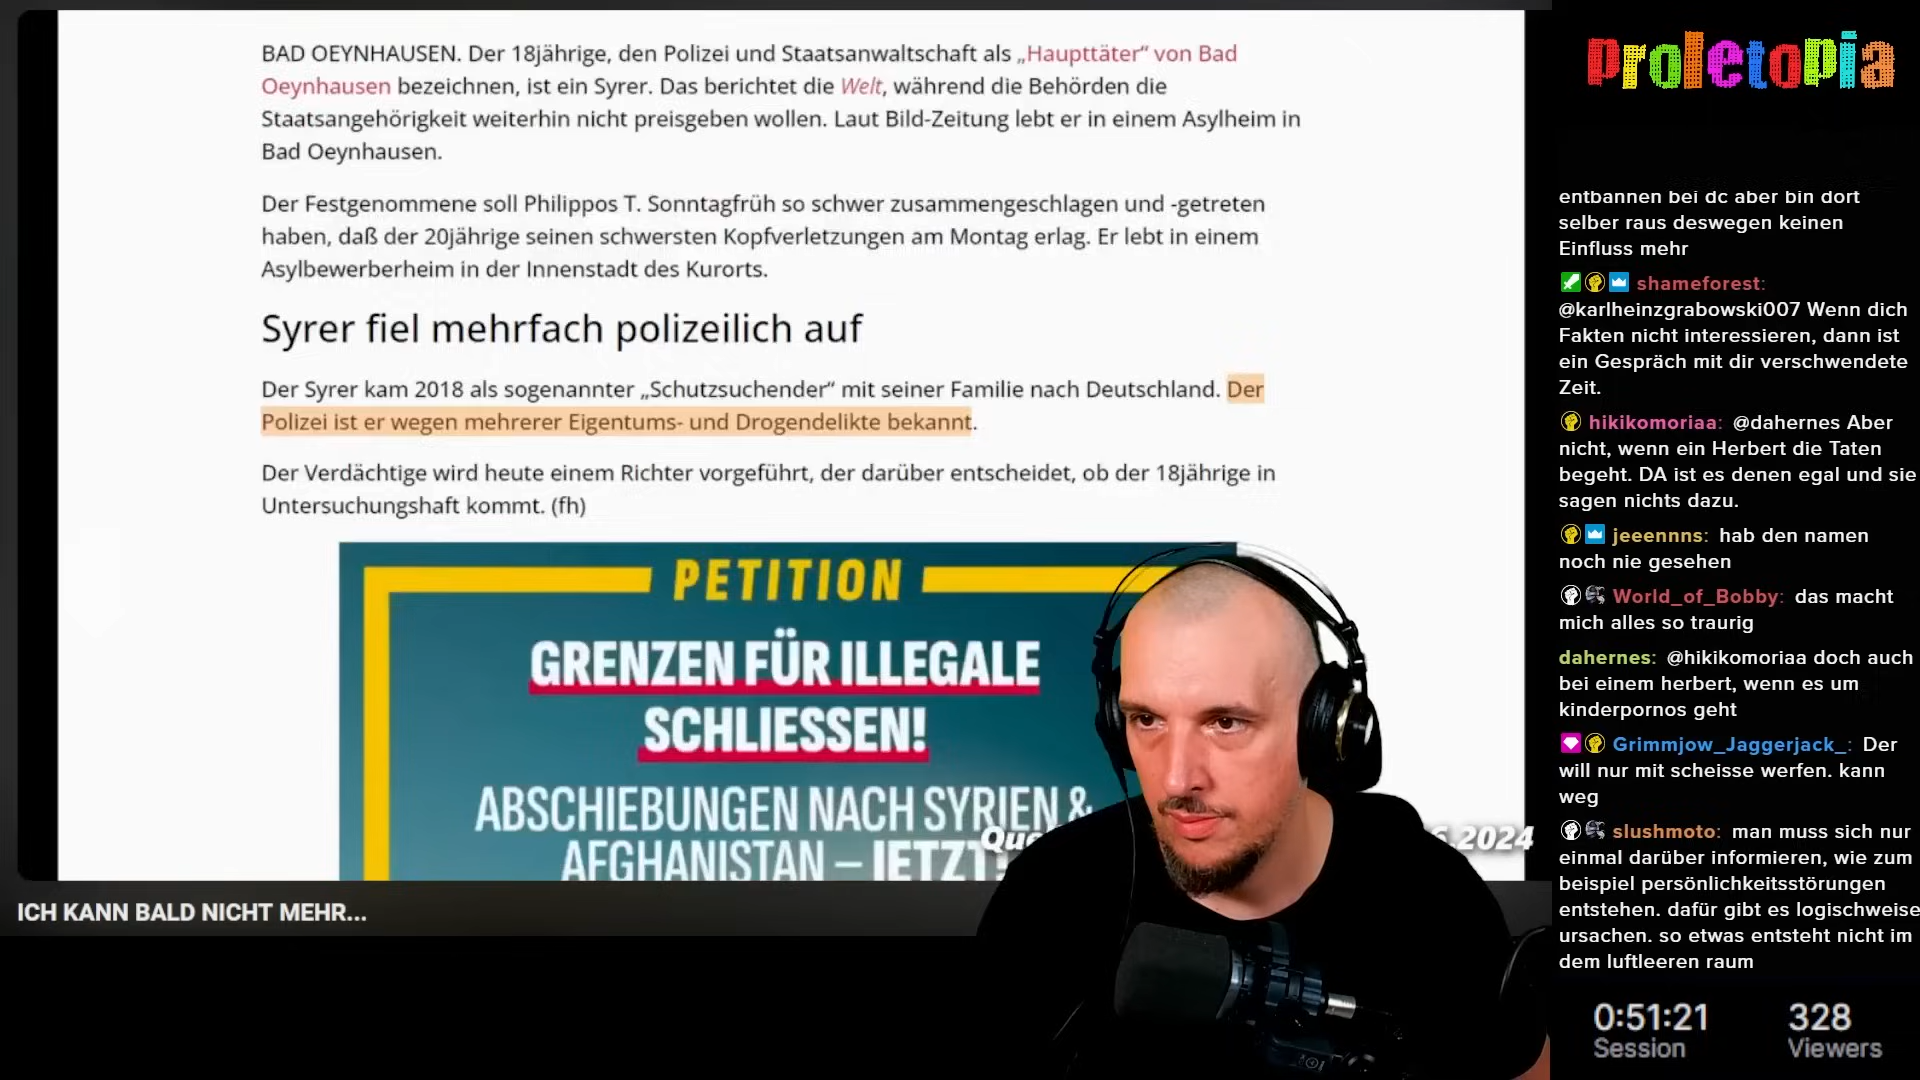 BAD OEYNHAUSEN. Der 18jährige, den Polizei und Staatsanwaltschaft als „Haupttäter“ von Bad
Oeynhausen bezeichnen, ist ein Syrer. Das berichtet die Welt, während die Behörden die
Staatsangehörigkeit weiterhin nicht preisgeben wollen. Laut Bild-Zeitung lebt er in einem Asylheim in
Bad Oeynhausen.
Der Festgenommene soll Philippos T. Sonntagfrüh so schwer zusammengeschlagen und -getreten
haben, daß der 20jährige seinen schwersten Kopfverletzungen am Montag erlag. Er lebt in einem
Asylbewerberheim in der Innenstadt des Kurorts.
Syrer fiel mehrfach polizeilich auf
Der Syrer kam 2018 als sogenannter „Schutzsuchender“ mit seiner Familie nach Deutschland. Der
Polizei ist er wegen mehrerer Eigentums- und Drogendelikte bekannt.
Der Verdächtige wird heute einem Richter vorgeführt, der darüber entscheidet, ob der 18jährige in
Untersuchungshaft kommt. (fh)
PETITION
GRENZEN FÜR ILLEGALE
SCHLIESSEN!
ABSCHIEBUNGEN NACH SYRIEN &
AFGHANISTAN – JETZT!
6.2024
ICH KANN BALD NICHT MEHR...
Proletopia
entbannen bei dc aber bin dort
selber raus deswegen keinen
Einfluss mehr
shameforest:
@karlheinzgrabowski007 Wenn dich
Fakten nicht interessieren, dann ist
ein Gespräch mit dir verschwendete
Zeit.
hikikomoriaa: @dahernes Aber
nicht, wenn ein Herbert die Taten
begeht. DA ist es denen egal und sie
sagen nichts dazu.
jeeennns: hab den namen
noch nie gesehen
World_of_Bobby: das macht
mich alles so traurig
dahernes: @hikikomoriaa doch auch
bei einem herbert, wenn es um
kinderpornos geht
Grimmjow_Jaggerjack_: Der
will nur mit scheisse werfen. kann
weg
slushmoto: man muss sich nur
einmal darüber informieren, wie zum
beispiel persönlichkeitsstörungen
entstehen. dafür gibt es logischweise
ursachen. so etwas entsteht nicht im
dem luftleeren raum
0:51:21 328
Session Viewers